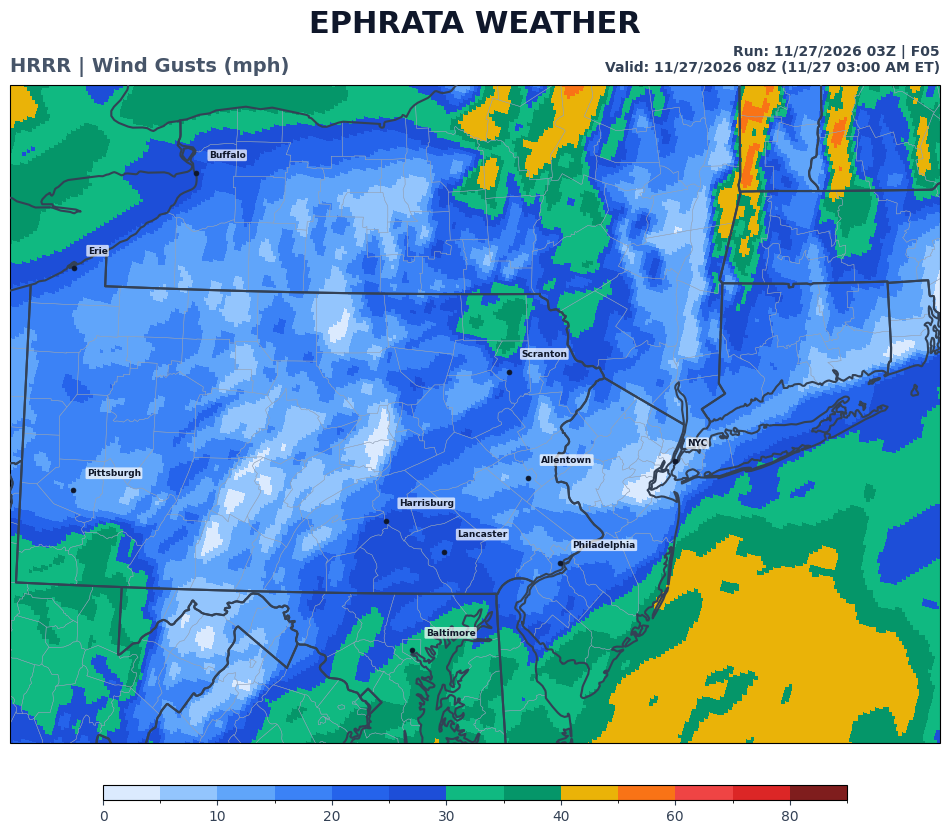 EPHRATA WEATHER
HRRR | Wind Gusts (mph)
Run: 11/27/2026 03Z | F05
Valid: 11/27/2026 08Z (11/27 03:00 AM ET)
Buffalo
Erie
Scranton
NYC
Allentown
Pittsburgh
Harrisburg
Lancaster
Philadelphia
Baltimore
0 10 20 30 40 50 60 70 80